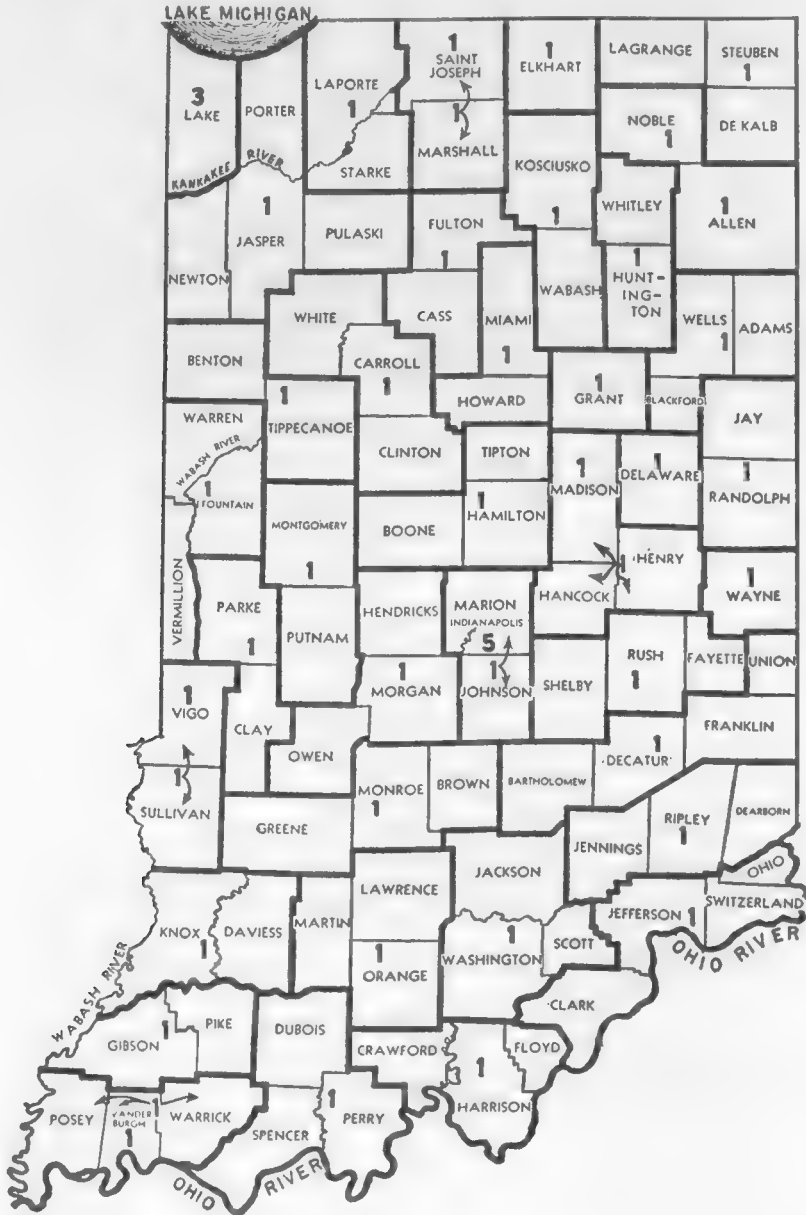 LAKE MICHIGAN
1
SAINT
JOSEPH
1
ELKHART
LAGRANGE
STEUBEN
1
3
LAKE
PORTER
LAPORTE
1
1
MARSHALL
NOBLE
1
DE KALB
KANKAKEE RIVER
STARKE
KOSCIUSKO
1
WHITLEY
1
ALLEN
1
JASPER
PULASKI
FULTON
1
NEWTON
WABASH
1
HUNT-
ING-
TON
WHITE
CASS
MIAMI
1
WELLS
1
ADAMS
BENTON
CARROLL
1
HOWARD
1
GRANT
BLACKFORD
JAY
WARREN
1
TIPPECANOE
CLINTON
TIPTON
1
MADISON
1
DELAWARE
1
RANDOLPH
WABASH RIVER
1
FOUNTAIN
MONTGOMERY
1
BOONE
1
HAMILTON
VERMILLION
PARKE
1
PUTNAM
HENDRICKS
MARION
INDIANAPOLIS
5
HANCOCK
1
HENRY
1
WAYNE
1
VIGO
CLAY
OWEN
1
MORGAN
1
JOHNSON
SHELBY
RUSH
1
FAYETTE
UNION
FRANKLIN
1
SULLIVAN
GREENE
MONROE
1
BROWN
BARTHOLOMEW
1
DECATUR
JENNINGS
RIPLEY
1
DEARBORN
OHIO
KNOX
1
DAVIESS
MARTIN
LAWRENCE
JACKSON
JEFFERSON
1
SWITZERLAND
1
ORANGE
1
WASHINGTON
SCOTT
OHIO RIVER
WABASH RIVER
CLARK
GIBSON
1
PIKE
DUBOIS
CRAWFORD
1
HARRISON
FLOYD
POSEY
1
VANDER
BURGH
1
WARRICK
SPENCER
1
PERRY
OHIO RIVER